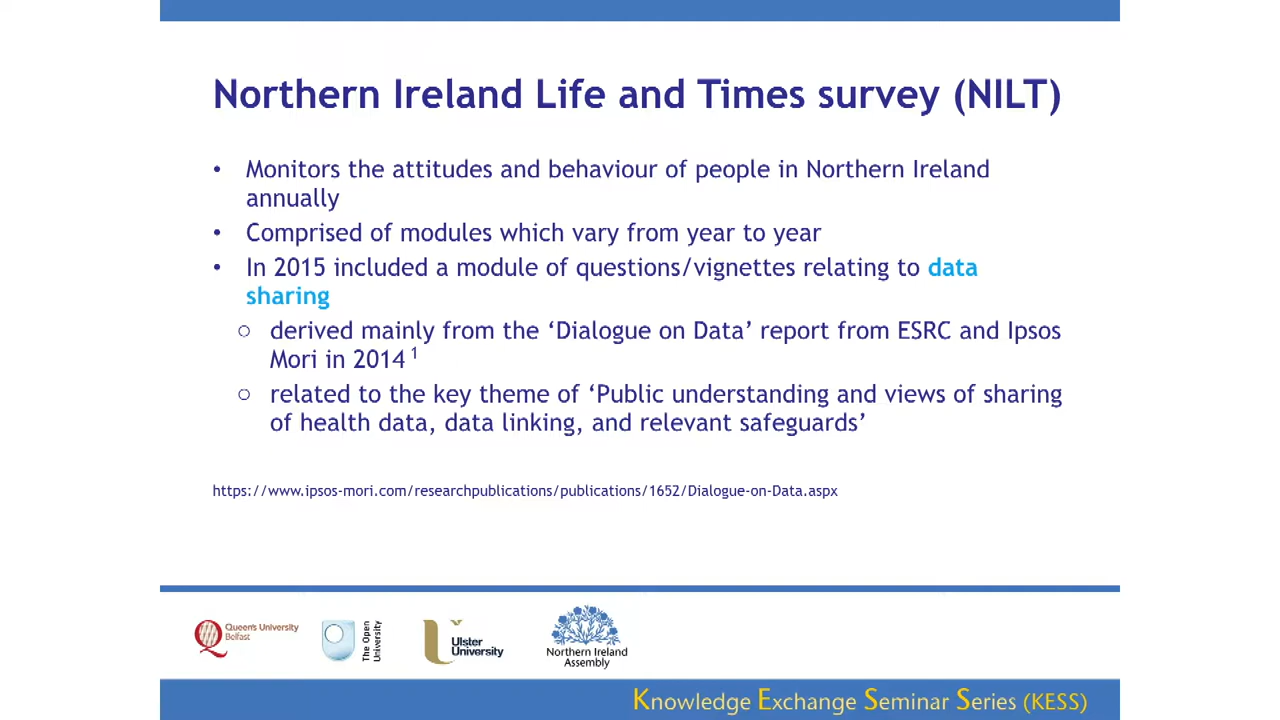 Northern Ireland Life and Times survey (NILT)
• Monitors the attitudes and behaviour of people in Northern Ireland
annually
• Comprised of modules which vary from year to year
• In 2015 included a module of questions/vignettes relating to data
sharing
○ derived mainly from the ‘Dialogue on Data’ report from ESRC and Ipsos
Mori in 2014 1
○ related to the key theme of ‘Public understanding and views of sharing
of health data, data linking, and relevant safeguards’
https://www.ipsos-mori.com/researchpublications/publications/1652/Dialogue-on-Data.aspx
Queen's University
Belfast
The Open
University
Ulster
University
Northern Ireland
Assembly
Knowledge Exchange Seminar Series (KESS)